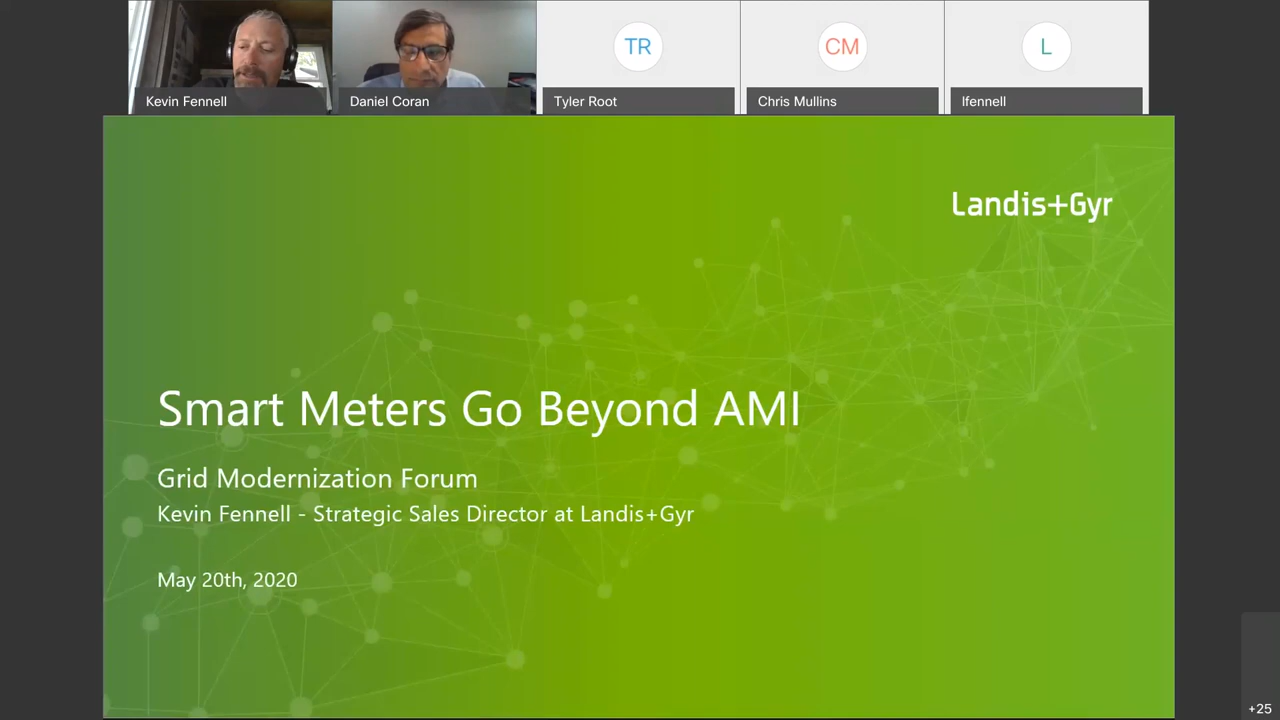 TR
CM
L
Kevin Fennell
Daniel Coran
Tyler Root
Chris Mullins
lfennell
Landis+Gyr
Smart Meters Go Beyond AMI
Grid Modernization Forum
Kevin Fennell - Strategic Sales Director at Landis+Gyr
May 20th, 2020
+25